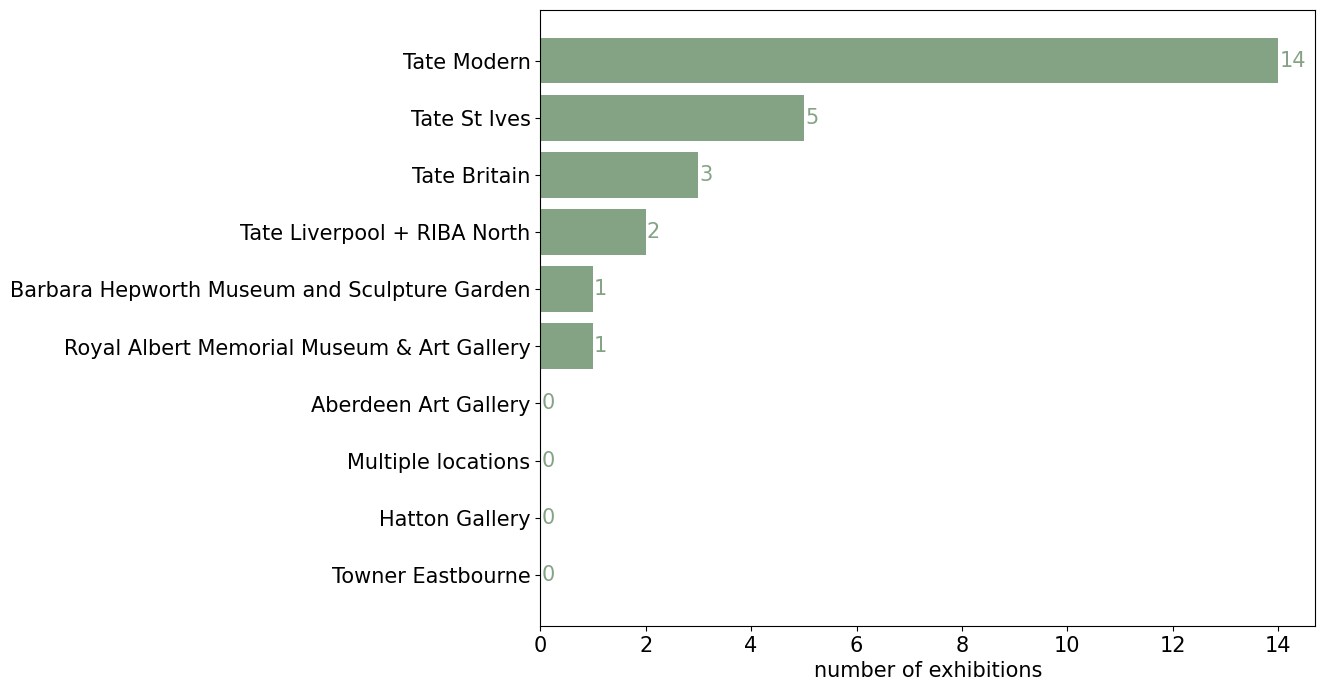 Tate Modern 14
Tate St Ives 5
Tate Britain 3
Tate Liverpool + RIBA North 2
Barbara Hepworth Museum and Sculpture Garden 1
Royal Albert Memorial Museum & Art Gallery 1
Aberdeen Art Gallery 0
Multiple locations 0
Hatton Gallery 0
Towner Eastbourne 0
0 2 4 6 8 10 12 14
number of exhibitions